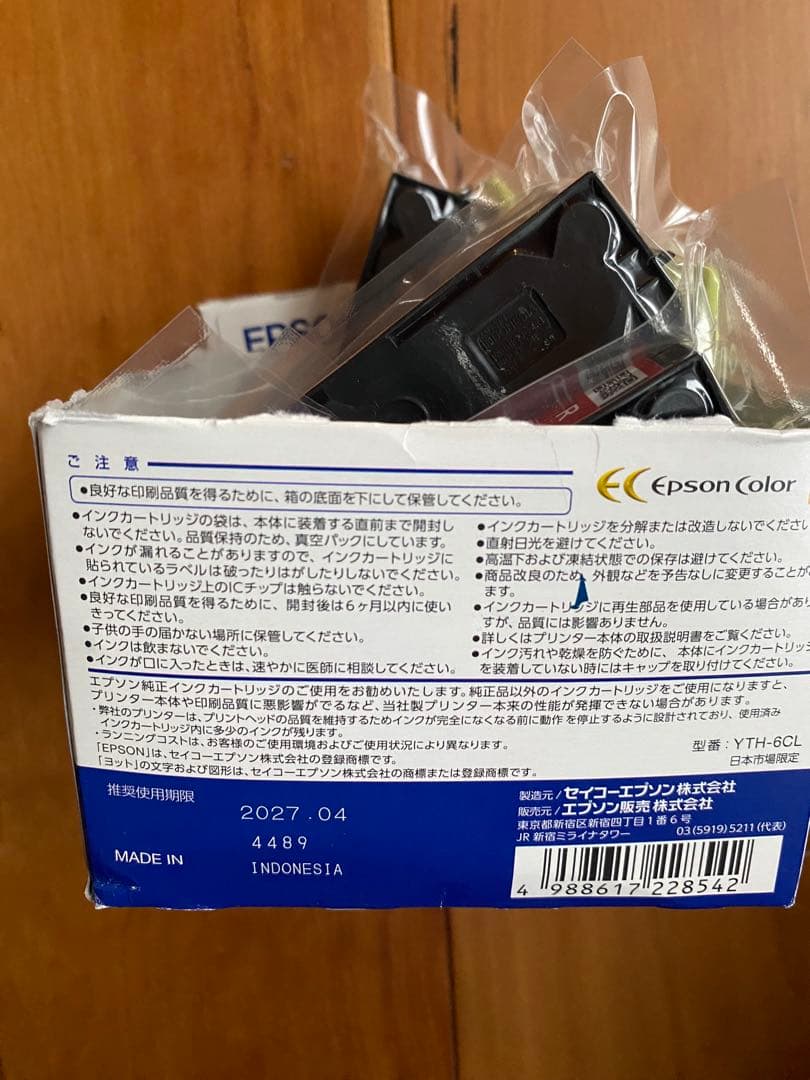 EPSO
ご注意
●良好な印刷品質を得るために、箱の底面を下にして保管してください。
●インクカートリッジの袋は、本体に装着する直前まで開封し
ないでください。品質保持のため、真空パックにしています。
●インクが漏れることがありますので、インクカートリッジに
貼られているラベルは破ったりはがしたりしないでください。
●インクカートリッジ上のICチップは触らないでください。
●良好な印刷品質を得るために、開封後は6ヶ月以内に使い
きってください。
●子供の手の届かない場所に保管してください。
●インクは飲まないでください。
●インクが口に入ったときは、速やかに医師に相談してください。
Epson Color
●インクカートリッジを分解または改造しないでください
●直射日光を避けてください。
●高温下および凍結状態での保存は避けてください。
●商品改良のため、外観などを予告なしに変更することが
ます。
●インクカートリッジに再生部品を使用している場合があり
すが、品質には影響ありません。
●詳しくはプリンター本体の取扱説明書をご覧ください。
●インク汚れや乾燥を防ぐために、本体にインクカートリッジ
を装着していない時にはキャップを取り付けてください。
エプソン純正インクカートリッジのご使用をお勧めいたします。純正品以外のインクカートリッジをご使用になりますと、
プリンター本体や印刷品質に悪影響がでるなど、当社製プリンター本来の性能が発揮できない場合があります。
・弊社のプリンターは、プリントヘッドの品質を維持するためインクが完全になくなる前に動作を停止するように設計されており、使用済み
インクカートリッジ内に多少のインクが残ります。
・ランニングコストは、お客様のご使用環境およびご使用状況により異なります。
「EPSON」は、セイコーエプソン株式会社の登録商標です。
「ヨット」の文字および図形は、セイコーエプソン株式会社の商標または登録商標です。
型番：YTH-6CL
日本市場限定
推奨使用期限
2027.04
4489
MADE IN
INDONESIA
製造元/セイコーエプソン株式会社
販売元/エプソン販売株式会社
東京都新宿区新宿四丁目1番6号
JR新宿ミライナタワー 03(5919)5211(代表)
4 988617 228542